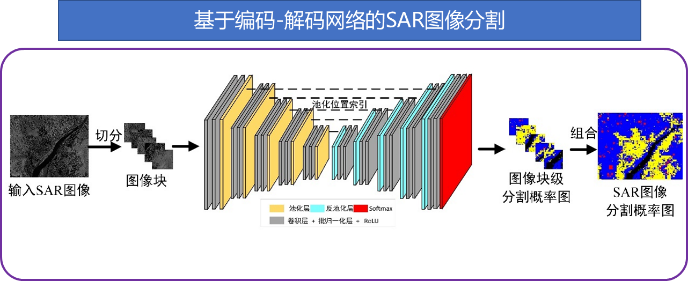 基于编码-解码网络的SAR图像分割
池化位置索引
切分
组合
输入SAR图像
图像块
图像块级
分割概率图
SAR图像
分割概率图
池化层
反池化层
Softmax
卷积层 + 批归一化层 + ReLU